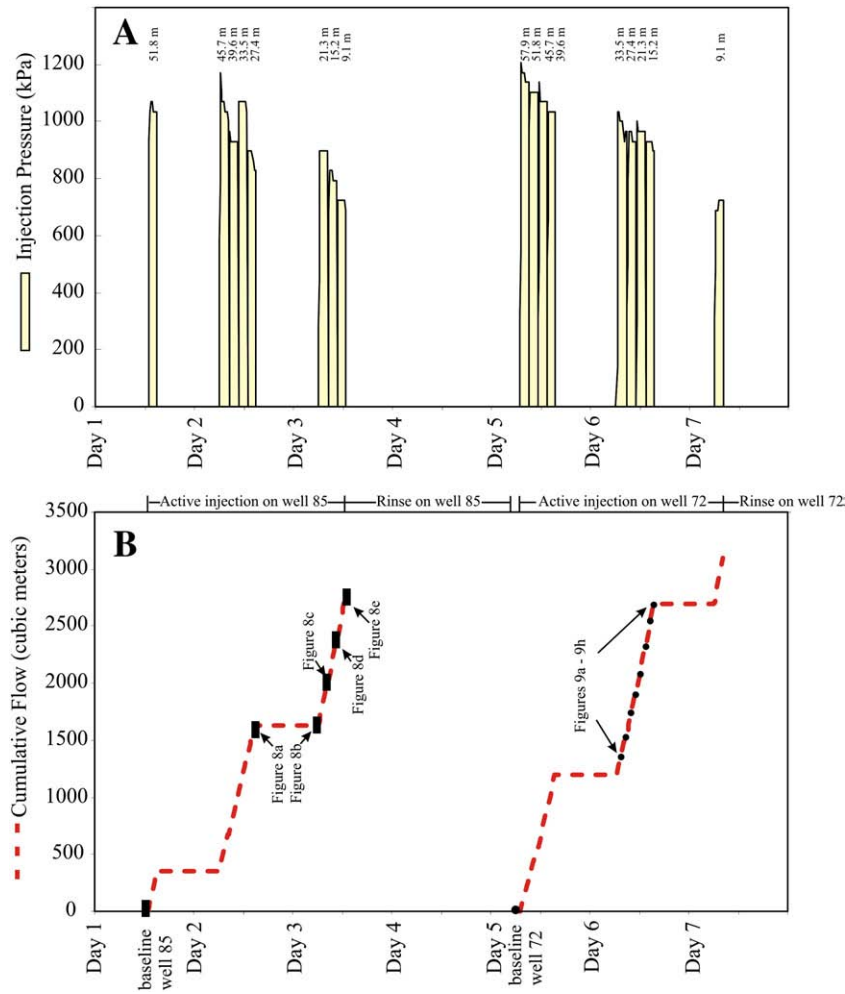 A
51.8 m
45.7 m
39.6 m
33.5 m
27.4 m
21.3 m
15.2 m
9.1 m
57.9 m
51.8 m
45.7 m
39.6 m
33.5 m
27.4 m
21.3 m
15.2 m
9.1 m
Injection Pressure (kPa)
1200
1000
800
600
400
200
0
Day 1
Day 2
Day 3
Day 4
Day 5
Day 6
Day 7
Active injection on well 85
Rinse on well 85
Active injection on well 72
Rinse on well 72
B
Cumulative Flow (cubic meters)
3500
3000
2500
2000
1500
1000
500
0
Figure 8a
Figure 8b
Figure 8c
Figure 8d
Figure 8e
Figures 9a - 9h
Day 1
baseline
well 85
Day 2
Day 3
Day 4
Day 5
baseline
well 72
Day 6
Day 7